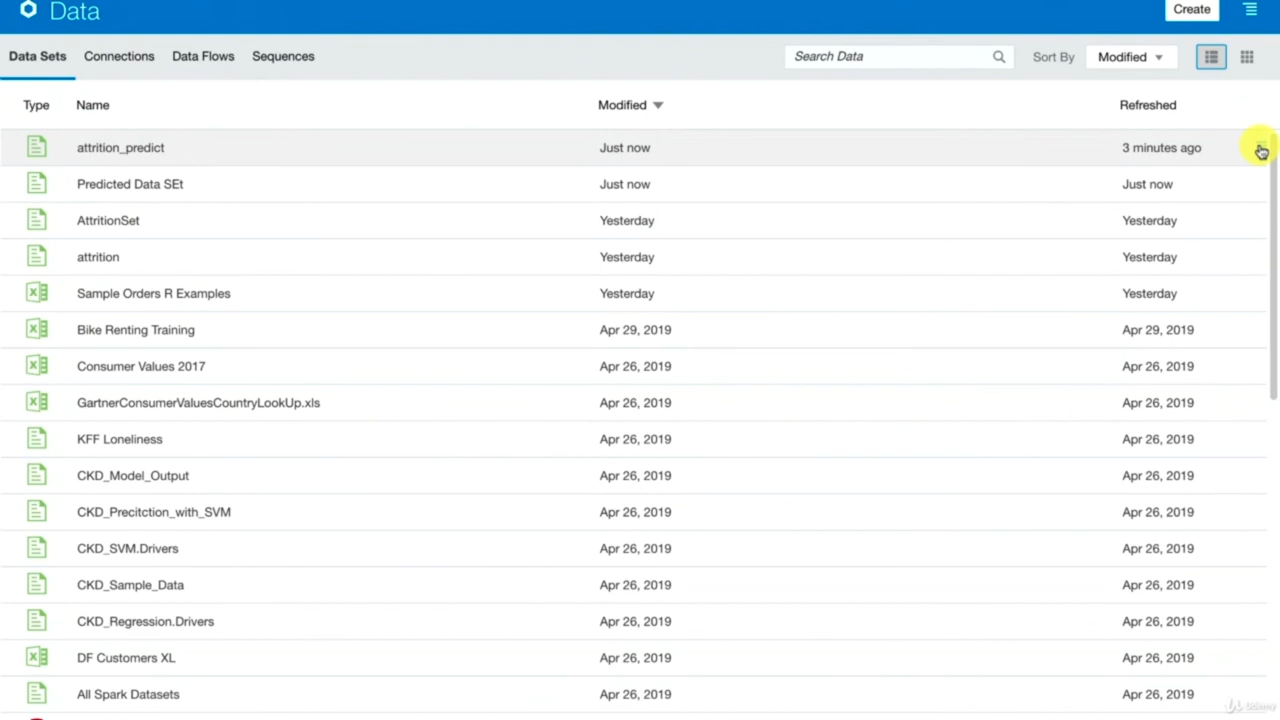 Data
Create
Data Sets Connections Data Flows Sequences Search Data Sort By Modified
Type Name Modified Refreshed
attrition_predict Just now 3 minutes ago
Predicted Data SEt Just now Just now
AttritionSet Yesterday Yesterday
attrition Yesterday Yesterday
Sample Orders R Examples Yesterday Yesterday
Bike Renting Training Apr 29, 2019 Apr 29, 2019
Consumer Values 2017 Apr 26, 2019 Apr 26, 2019
GartnerConsumerValuesCountryLookUp.xls Apr 26, 2019 Apr 26, 2019
KFF Loneliness Apr 26, 2019 Apr 26, 2019
CKD_Model_Output Apr 26, 2019 Apr 26, 2019
CKD_Precitction_with_SVM Apr 26, 2019 Apr 26, 2019
CKD_SVM.Drivers Apr 26, 2019 Apr 26, 2019
CKD_Sample_Data Apr 26, 2019 Apr 26, 2019
CKD_Regression.Drivers Apr 26, 2019 Apr 26, 2019
DF Customers XL Apr 26, 2019 Apr 26, 2019
All Spark Datasets Apr 26, 2019 Apr 26, 2019
Udemy